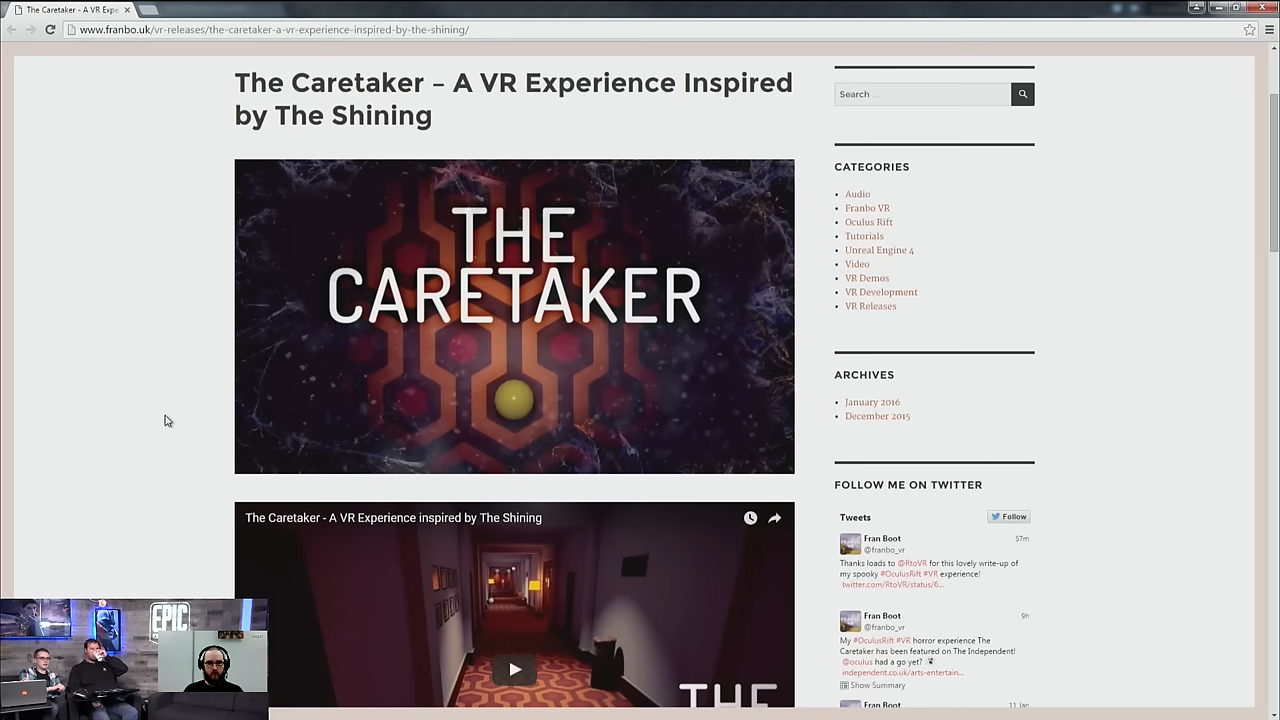 The Caretaker - A VR Expe
www.franbo.uk/vr-releases/the-caretaker-a-vr-experience-inspired-by-the-shining/
The Caretaker – A VR Experience Inspired
by The Shining
THE
CARETAKER
The Caretaker - A VR Experience inspired by The Shining
THE
Search …
CATEGORIES
Audio
Franbo VR
Oculus Rift
Tutorials
Unreal Engine 4
Video
VR Demos
VR Development
VR Releases
ARCHIVES
January 2016
December 2015
FOLLOW ME ON TWITTER
Tweets
Follow
Fran Boot
57m
@franbo_vr
Thanks loads to @RtoVR for this lovely write-up of
my spooky #OculusRift #VR experience!
twitter.com/RtoVR/status/6...
Fran Boot
9h
@franbo_vr
My #OculusRift #VR horror experience The
Caretaker has been featured on The Independent!
@oculus had a go yet?
independent.co.uk/arts-entertain...
Show Summary
Fran Boot
11 Jan
EPIC